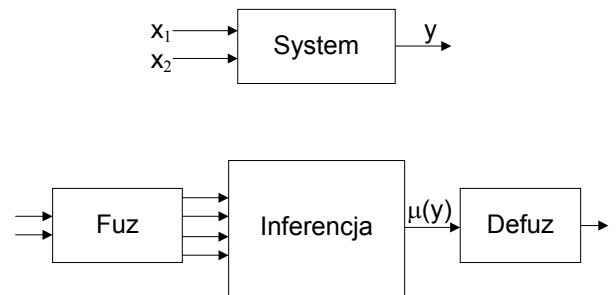 x₁
x₂
System
y
Fuz
Inferencja
μ(y)
Defuz